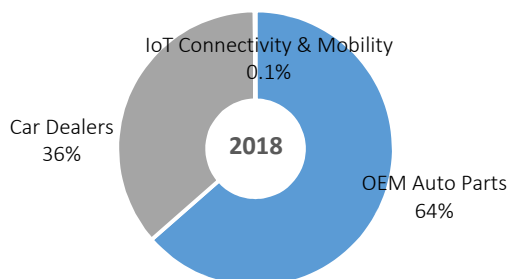 IoT Connectivity & Mobility
0.1%
Car Dealers
36%
2018
OEM Auto Parts
64%